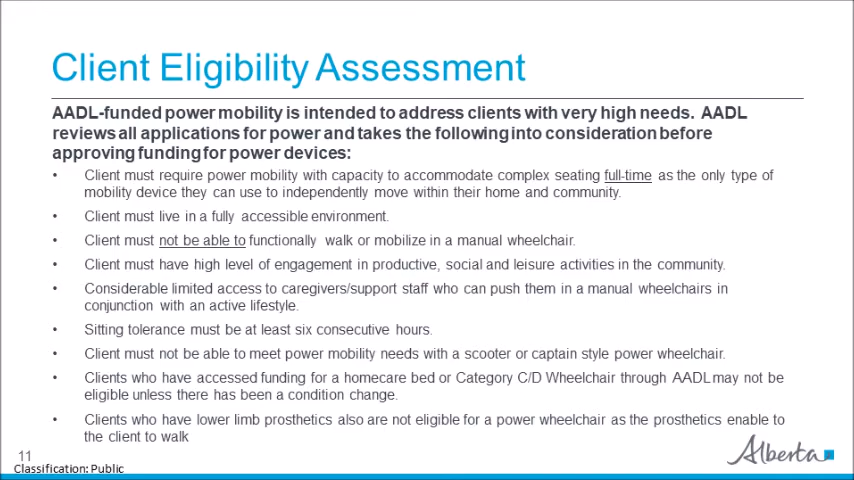 Client Eligibility Assessment
AADL-funded power mobility is intended to address clients with very high needs. AADL
reviews all applications for power and takes the following into consideration before
approving funding for power devices:
• Client must require power mobility with capacity to accommodate complex seating full-time as the only type of
mobility device they can use to independently move within their home and community.
• Client must live in a fully accessible environment.
• Client must not be able to functionally walk or mobilize in a manual wheelchair.
• Client must have high level of engagement in productive, social and leisure activities in the community.
• Considerable limited access to caregivers/support staff who can push them in a manual wheelchairs in
conjunction with an active lifestyle.
• Sitting tolerance must be at least six consecutive hours.
• Client must not be able to meet power mobility needs with a scooter or captain style power wheelchair.
• Clients who have accessed funding for a homecare bed or Category C/D Wheelchair through AADL may not be
eligible unless there has been a condition change.
• Clients who have lower limb prosthetics also are not eligible for a power wheelchair as the prosthetics enable to
the client to walk
11
Classification: Public
Alberta